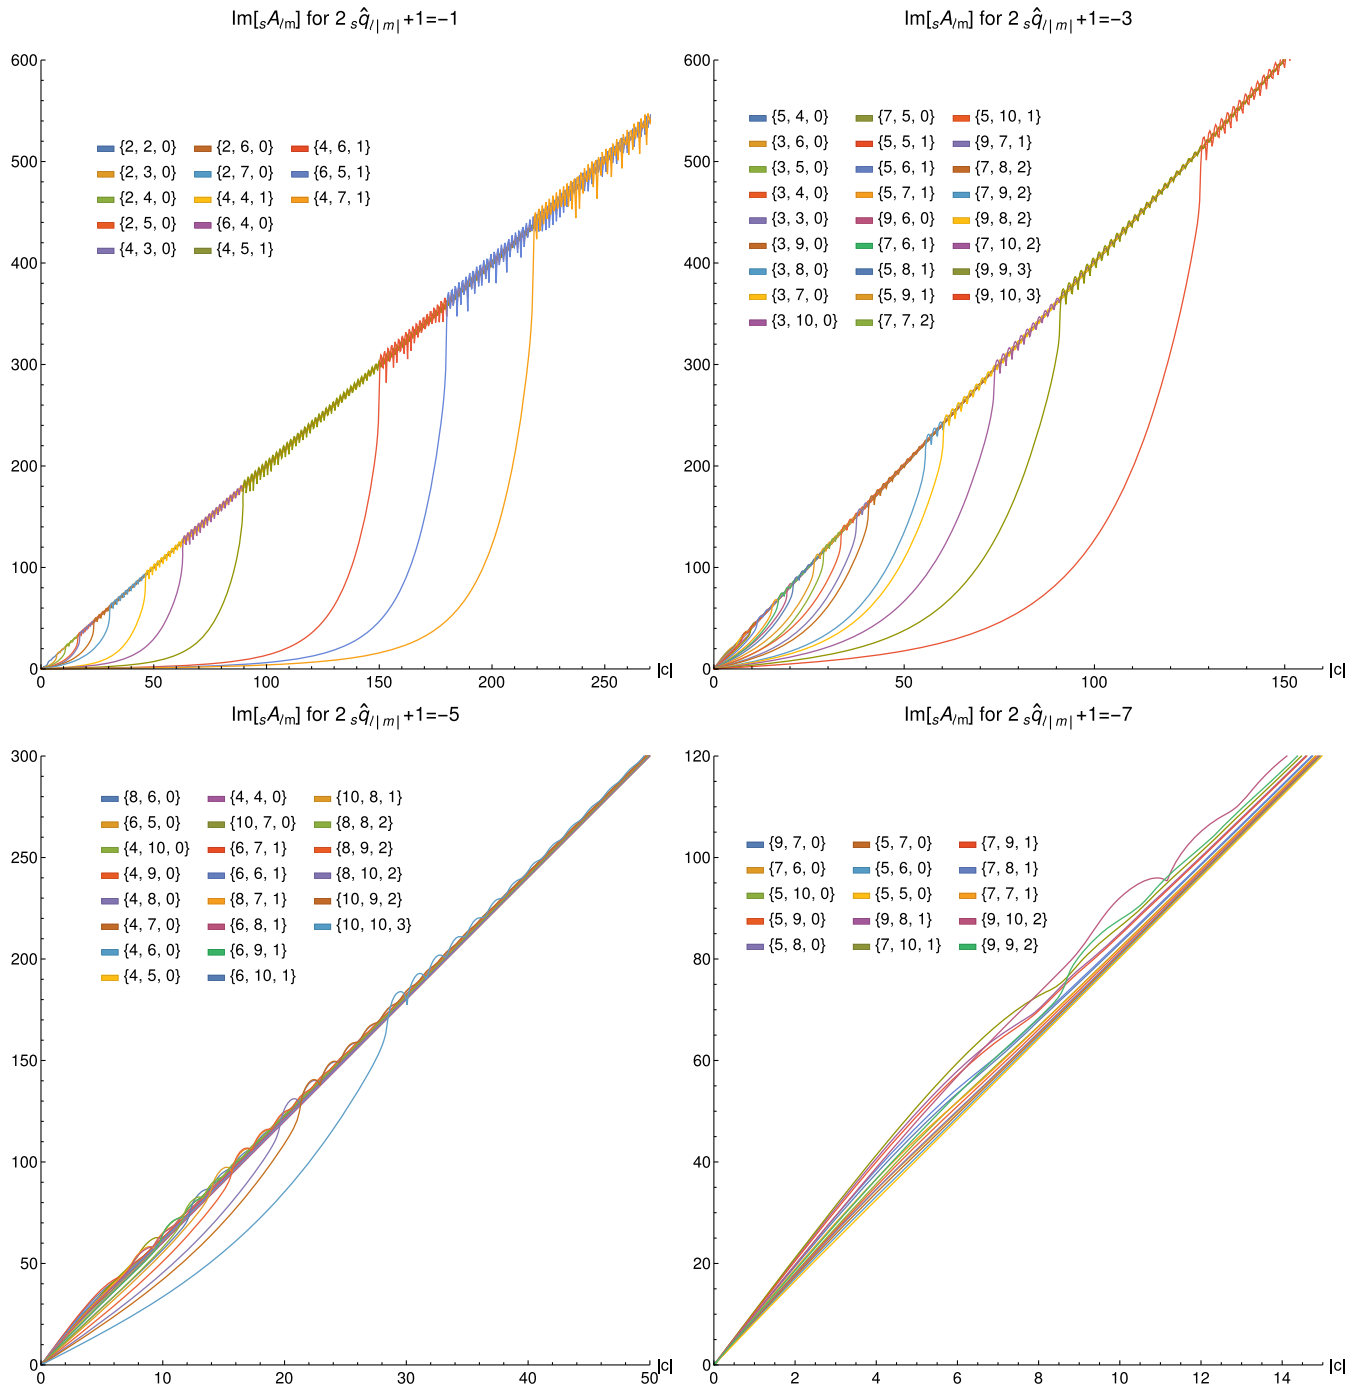 Im[ₛA_lm] for 2 ₛq̂_l|m|+1=−1
600
500
400
300
200
100
0
{2, 2, 0} {2, 6, 0} {4, 6, 1}
{2, 3, 0} {2, 7, 0} {6, 5, 1}
{2, 4, 0} {4, 4, 1} {4, 7, 1}
{2, 5, 0} {6, 4, 0}
{4, 3, 0} {4, 5, 1}
0 50 100 150 200 250 |c|
Im[ₛA_lm] for 2 ₛq̂_l|m|+1=−3
600
500
400
300
200
100
0
{5, 4, 0} {7, 5, 0} {5, 10, 1}
{3, 6, 0} {5, 5, 1} {9, 7, 1}
{3, 5, 0} {5, 6, 1} {7, 8, 2}
{3, 4, 0} {5, 7, 1} {7, 9, 2}
{3, 3, 0} {9, 6, 0} {9, 8, 2}
{3, 9, 0} {7, 6, 1} {7, 10, 2}
{3, 8, 0} {5, 8, 1} {9, 9, 3}
{3, 7, 0} {5, 9, 1} {9, 10, 3}
{3, 10, 0} {7, 7, 2}
0 50 100 150 |c|
Im[ₛA_lm] for 2 ₛq̂_l|m|+1=−5
300
250
200
150
100
50
0
{8, 6, 0} {4, 4, 0} {10, 8, 1}
{6, 5, 0} {10, 7, 0} {8, 8, 2}
{4, 10, 0} {6, 7, 1} {8, 9, 2}
{4, 9, 0} {6, 6, 1} {8, 10, 2}
{4, 8, 0} {8, 7, 1} {10, 9, 2}
{4, 7, 0} {6, 8, 1} {10, 10, 3}
{4, 6, 0} {6, 9, 1}
{4, 5, 0} {6, 10, 1}
0 10 20 30 40 50 |c|
Im[ₛA_lm] for 2 ₛq̂_l|m|+1=−7
120
100
80
60
40
20
0
{9, 7, 0} {5, 7, 0} {7, 9, 1}
{7, 6, 0} {5, 6, 0} {7, 8, 1}
{5, 10, 0} {5, 5, 0} {7, 7, 1}
{5, 9, 0} {9, 8, 1} {9, 10, 2}
{5, 8, 0} {7, 10, 1} {9, 9, 2}
0 2 4 6 8 10 12 14 |c|